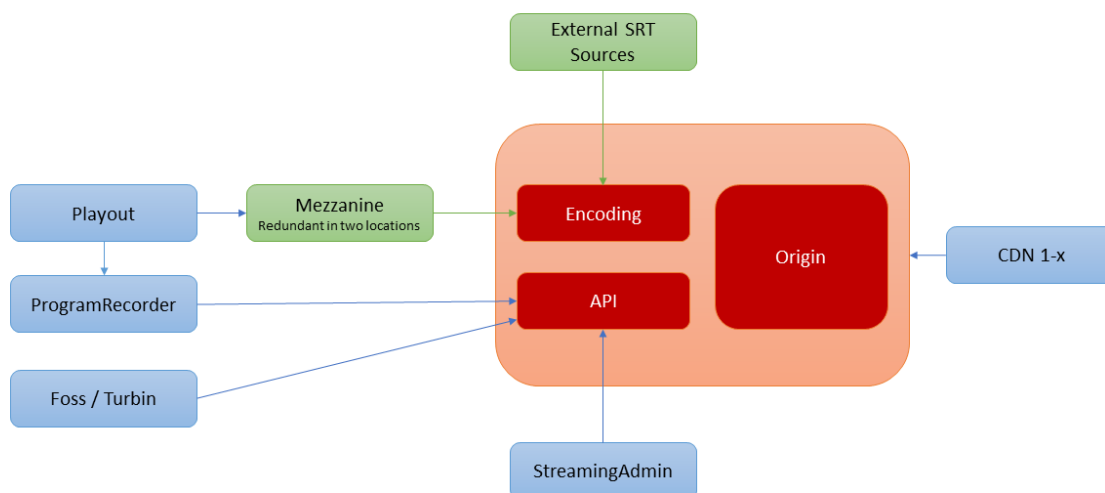 External SRT
Sources
Playout
Mezzanine
Redundant in two locations
Encoding
Origin
CDN 1-x
ProgramRecorder
API
Foss / Turbin
StreamingAdmin